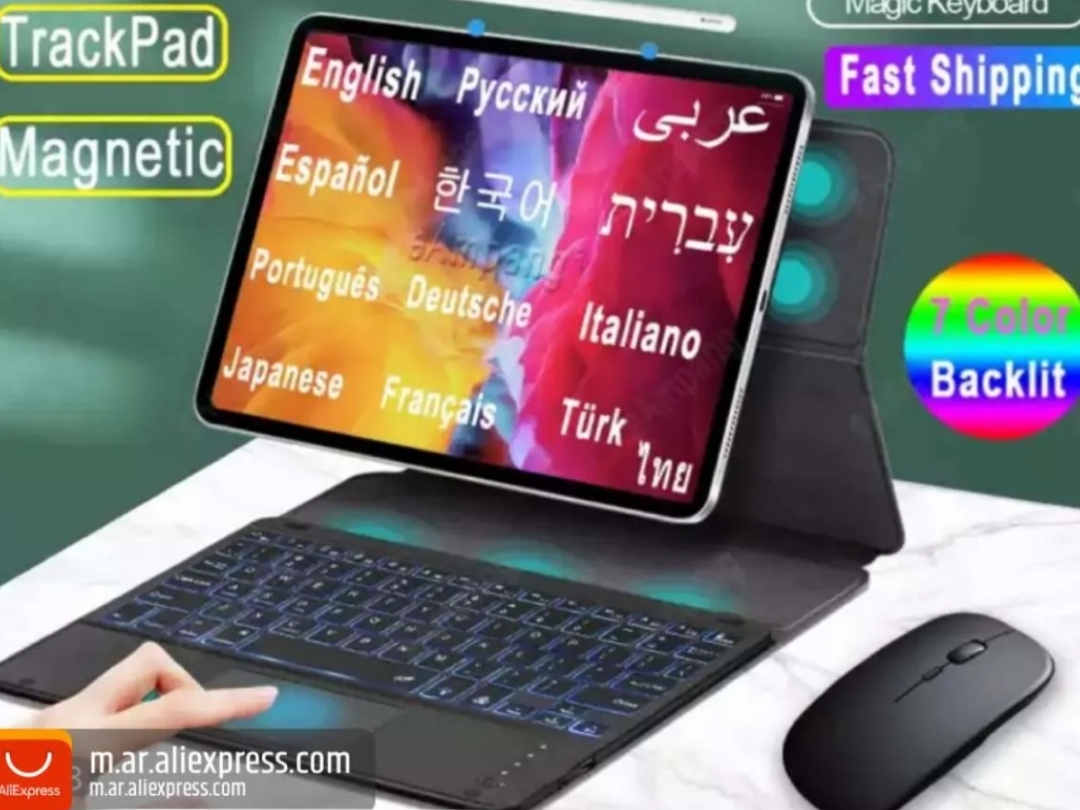 TrackPad
Magic Keyboard
Fast Shipping
Magnetic
English
Русский
عربى
Español
한국어
עִברִית
Português
Deutsche
Italiano
Japanese
Français
Türk
ไทย
7 Color
Backlit
AliExpress
m.ar.aliexpress.com
m.ar.aliexpress.com